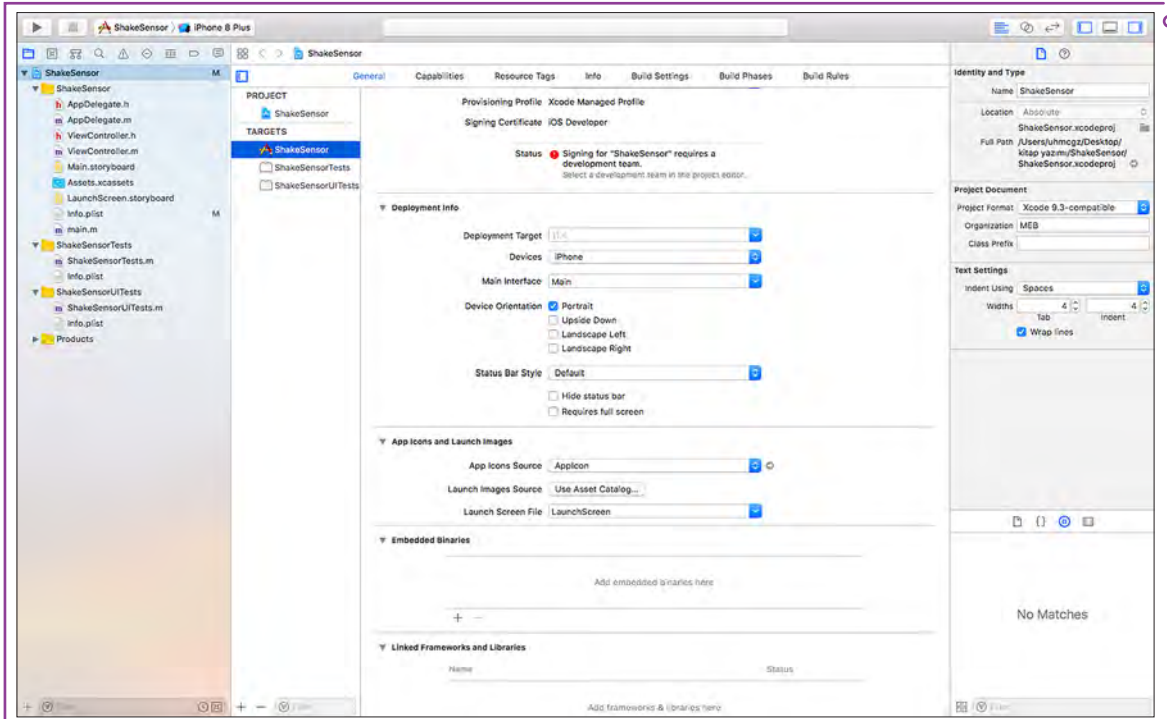 ShakeSensor iPhone 8 Plus
ShakeSensor
ShakeSensor M
ShakeSensor
h AppDelegate.h
m AppDelegate.m
h ViewController.h
m ViewController.m
Main.storyboard
Assets.xcassets
LaunchScreen.storyboard
Info.plist M
m main.m
ShakeSensorTests
m ShakeSensorTests.m
Info.plist
ShakeSensorUITests
m ShakeSensorUITests.m
Info.plist
Products
Filter
General Capabilities Resource Tags Info Build Settings Build Phases Build Rules
PROJECT
ShakeSensor
TARGETS
ShakeSensor
ShakeSensorTests
ShakeSensorUITests
Filter
Provisioning Profile Xcode Managed Profile
Signing Certificate iOS Developer
Status Signing for "ShakeSensor" requires a
development team.
Select a development team in the project editor.
Deployment Info
Deployment Target
Devices iPhone
Main Interface Main
Device Orientation Portrait
Upside Down
Landscape Left
Landscape Right
Status Bar Style Default
Hide status bar
Requires full screen
App Icons and Launch Images
App Icons Source AppIcon
Launch Images Source Use Asset Catalog...
Launch Screen File LaunchScreen
Embedded Binaries
Add embedded binaries here
+ −
Linked Frameworks and Libraries
Name Status
Add frameworks & libraries here
Identity and Type
Name ShakeSensor
Location Absolute
ShakeSensor.xcodeproj
Full Path /Users/uhmcgz/Desktop/
kitap yazımı/ShakeSensor/
ShakeSensor.xcodeproj
Project Document
Project Format Xcode 9.3-compatible
Organization MEB
Class Prefix
Text Settings
Indent Using Spaces
Widths 4 4
Tab Indent
Wrap lines
No Matches
Filter